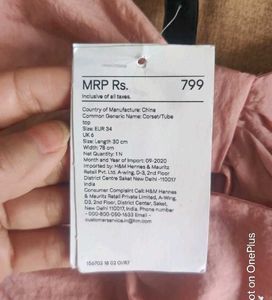 MRP Rs. 799
Inclusive of all taxes.
Country of Manufacture: China
Common Generic Name: Corset/Tube
top
Size: EUR 34
UK 6
Size: Length 30 cm
Width: 78 cm
Net Quantity: 1 N
Month and Year of Import: 09-2020
Imported by: H&M Hennes & Mauritz
Retail Pvt. Ltd. A-wing, D-3, 2nd Floor
District Centre Saket New Delhi -110017
India
Consumer Complaint Cell: H&M Hennes
& Mauritz Retail Private Limited, A-Wing,
D3, 2nd Floor, District Center, Saket,
New Delhi-110017, India, Phone number
- 000-800-050-1633 Email -
customerservice.in@hm.com
Shot on OnePlus